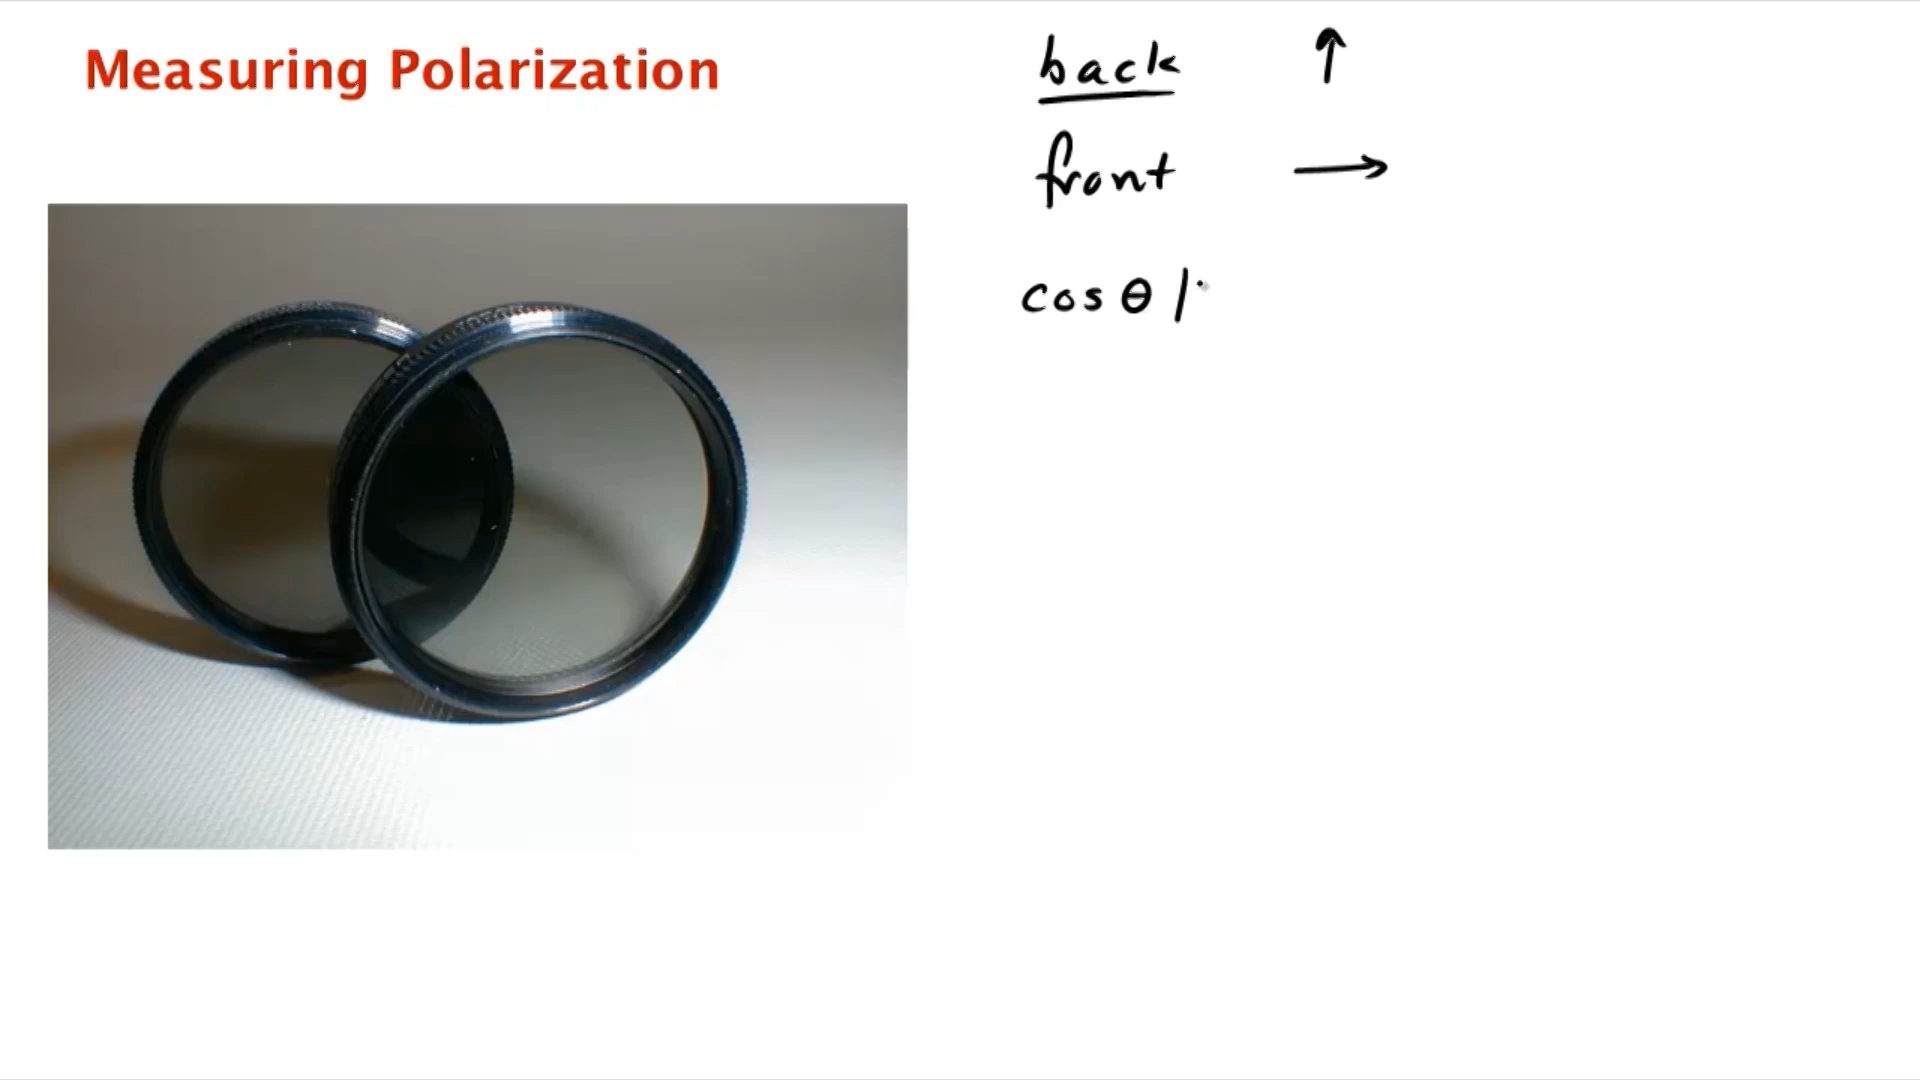 Measuring Polarization
back ↑
front →
cos θ |